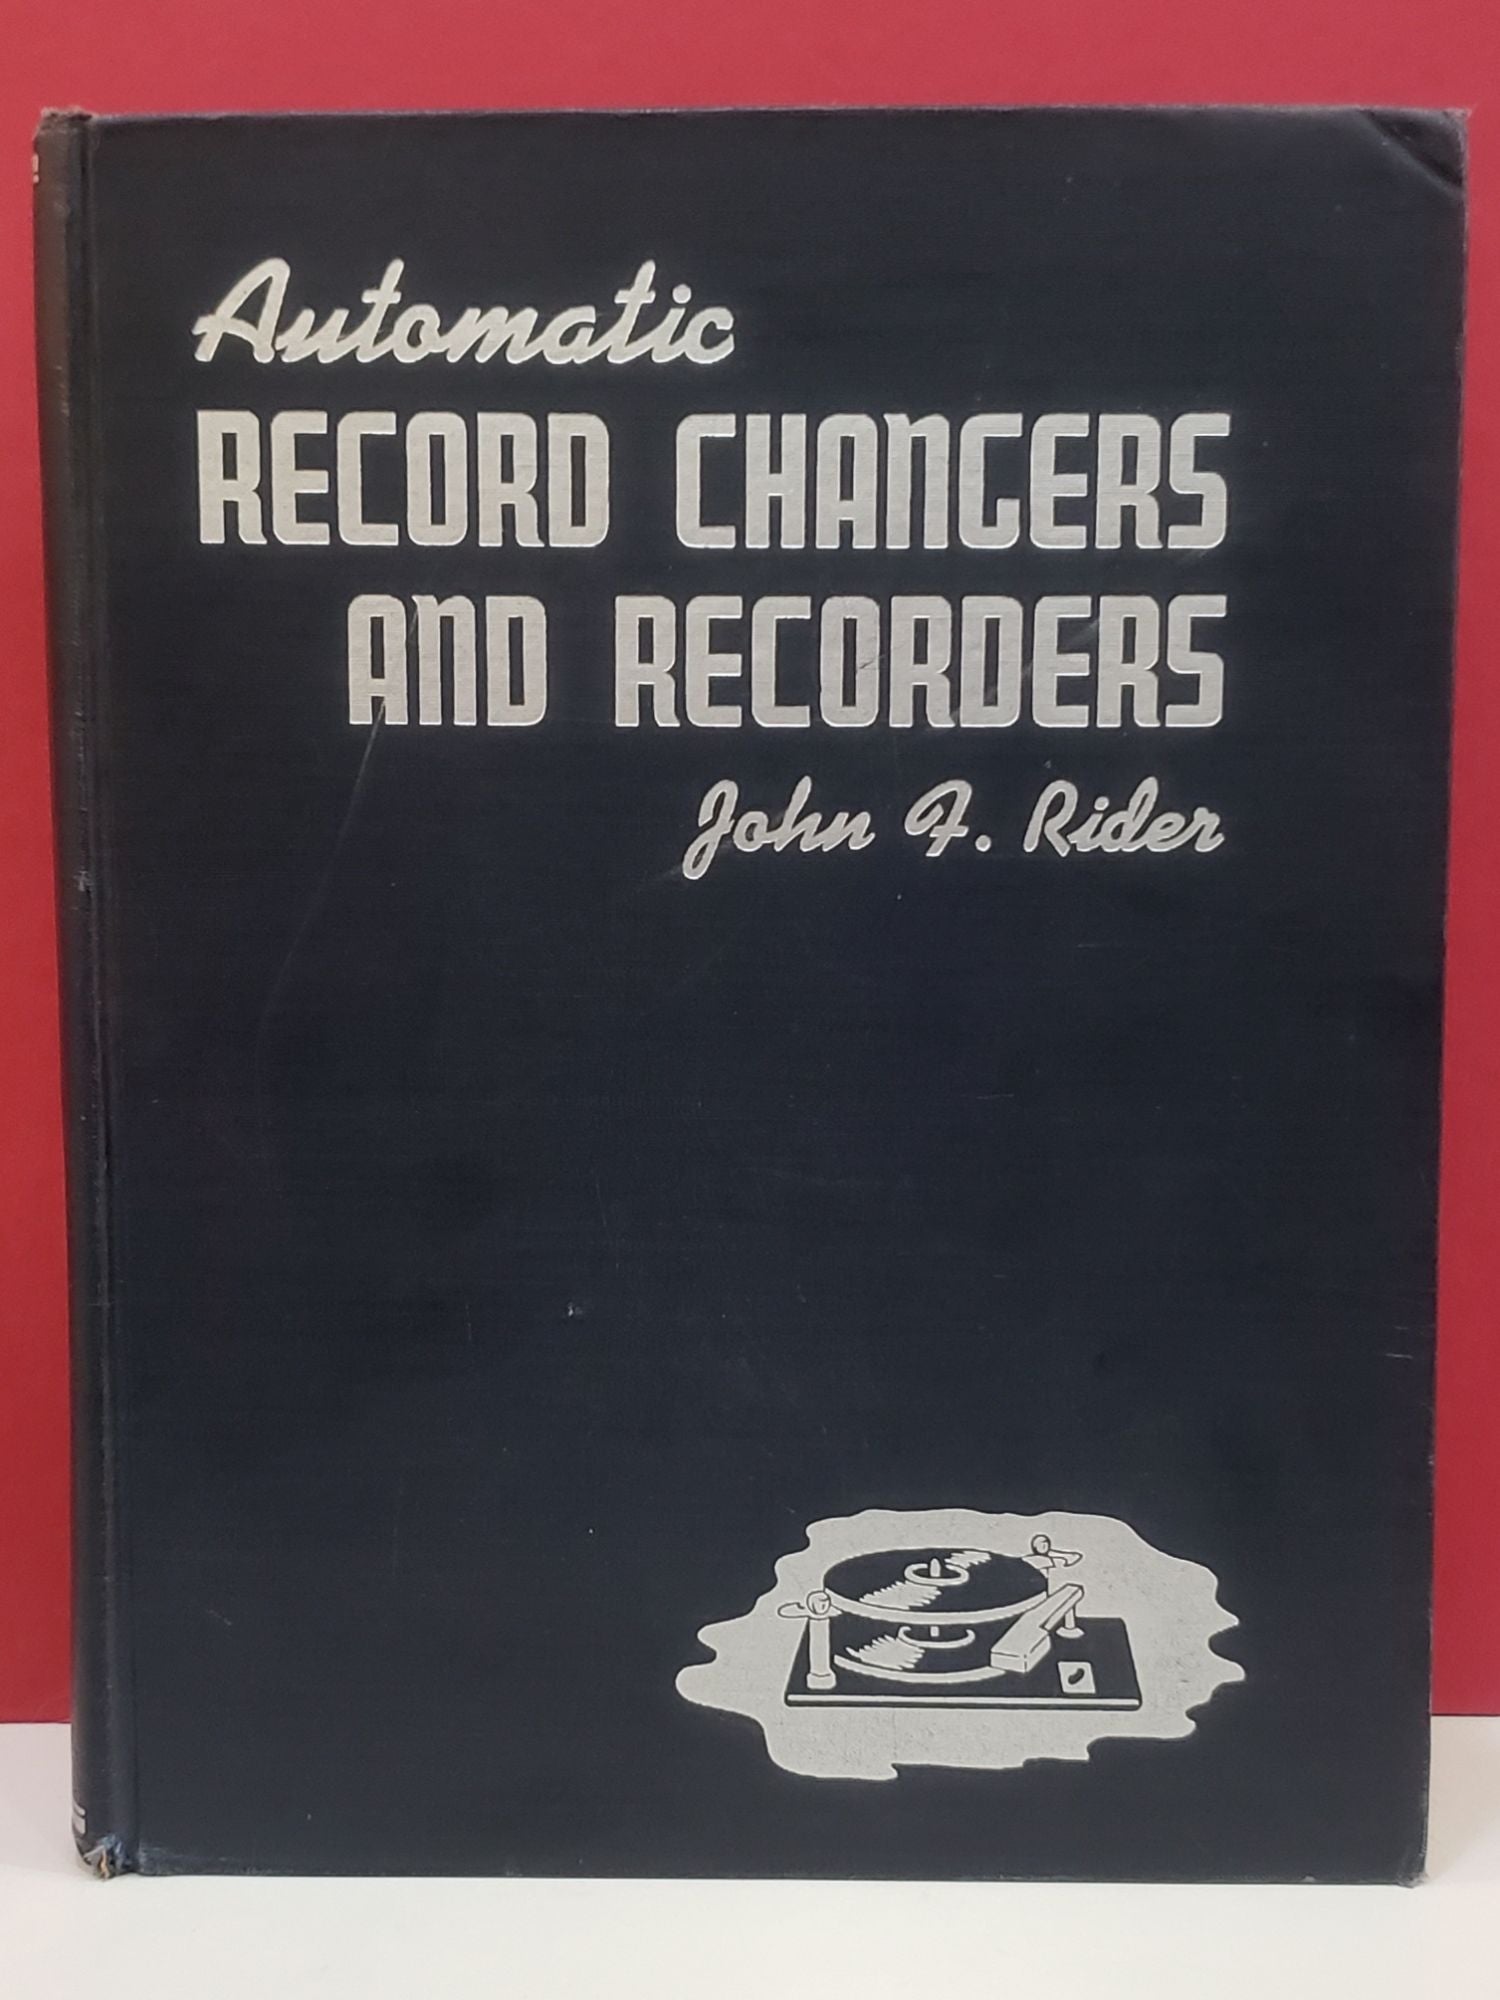 Automatic
RECORD CHANGERS
AND RECORDERS
John F. Rider